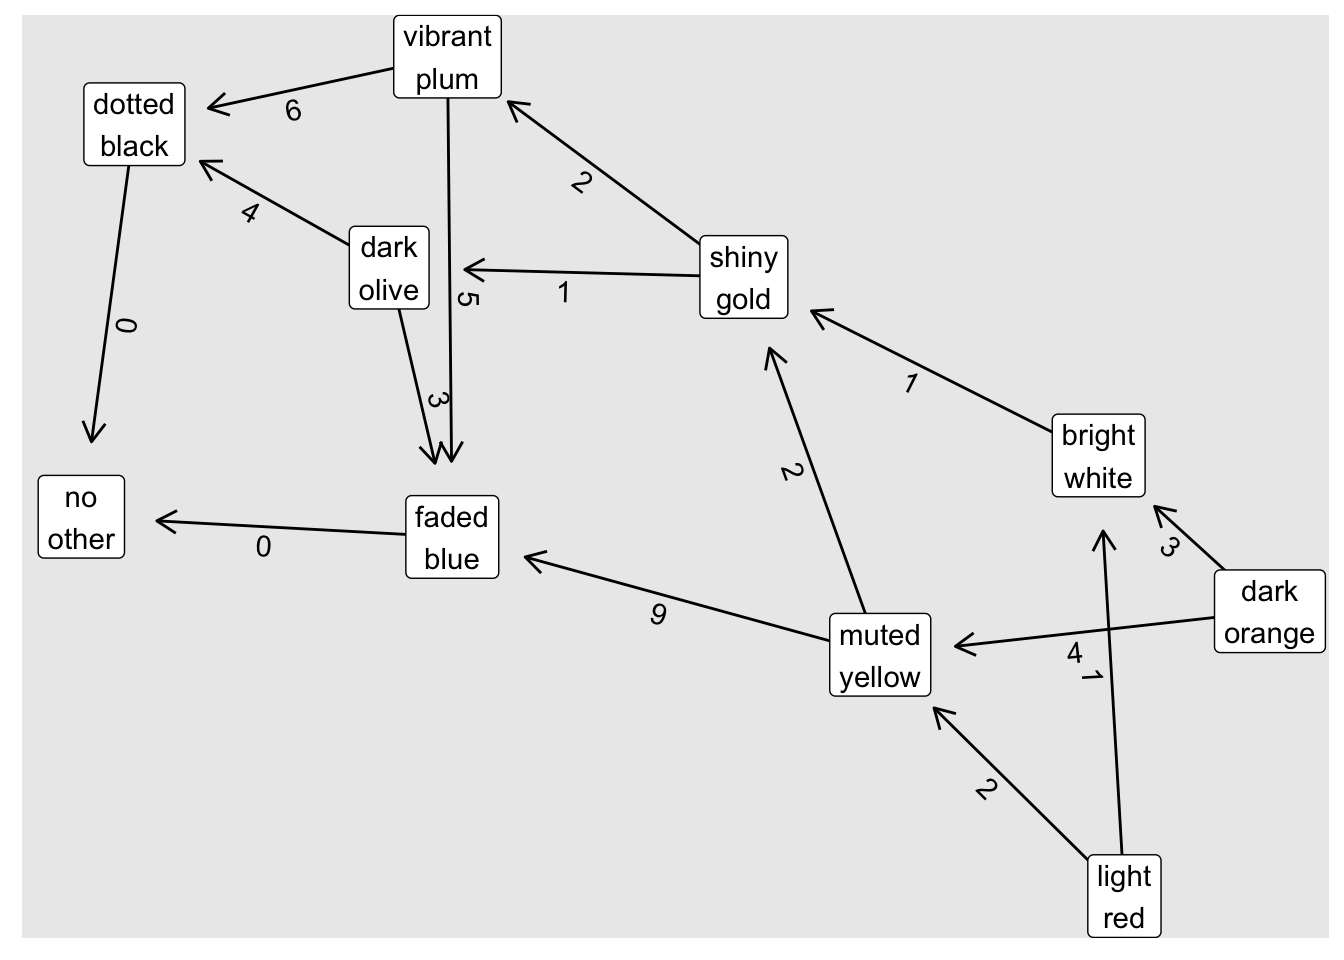 vibrant
plum
dotted
black
6
2
4
dark
olive
shiny
gold
5
1
0
3
1
bright
white
2
no
other
faded
blue
0
3
9
dark
orange
muted
yellow
4
1
2
light
red